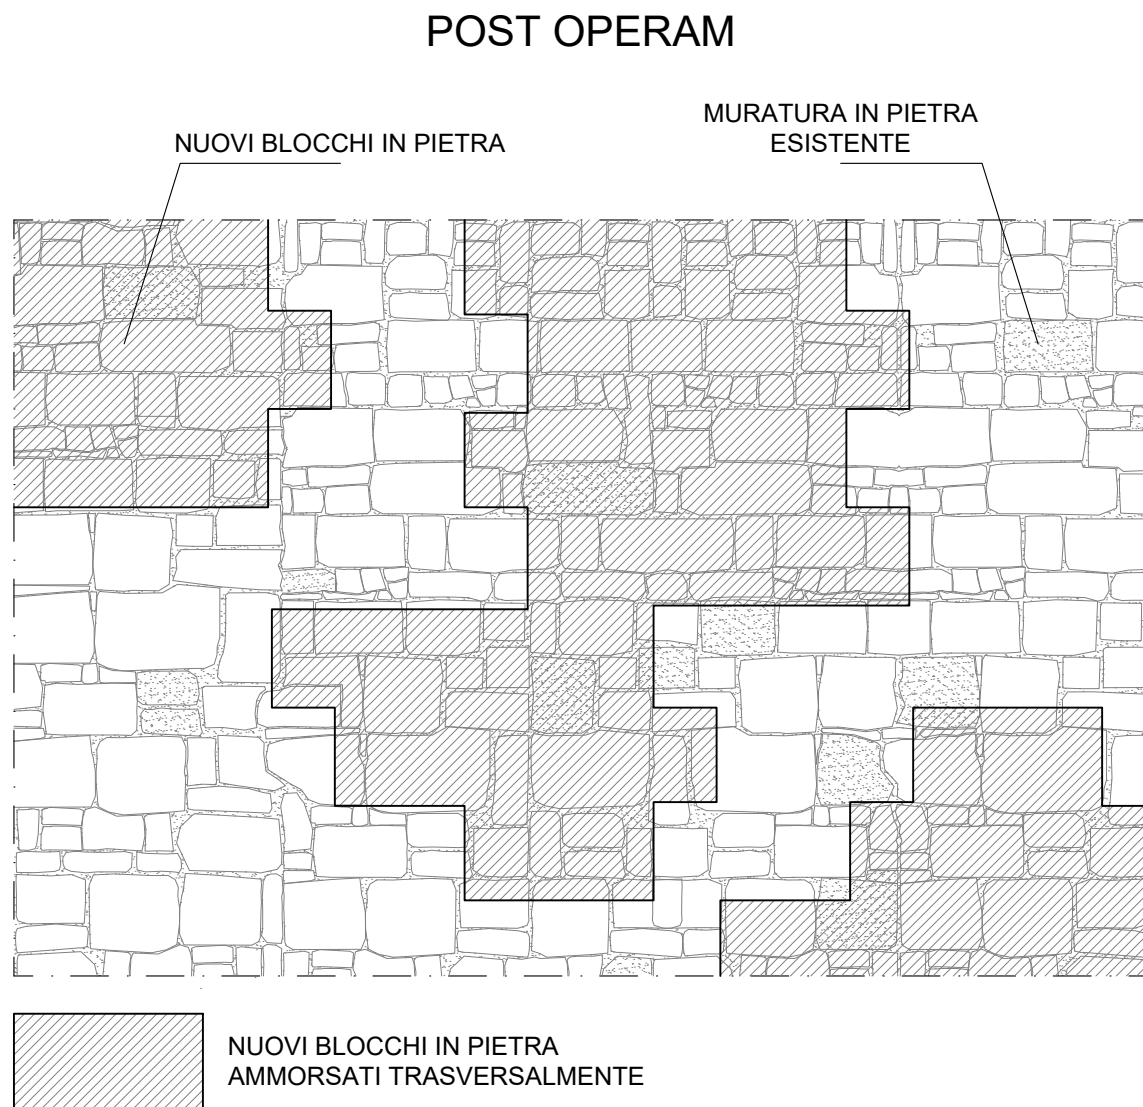 POST OPERAM
MURATURA IN PIETRA
ESISTENTE
NUOVI BLOCCHI IN PIETRA
NUOVI BLOCCHI IN PIETRA
AMMORSATI TRASVERSALMENTE